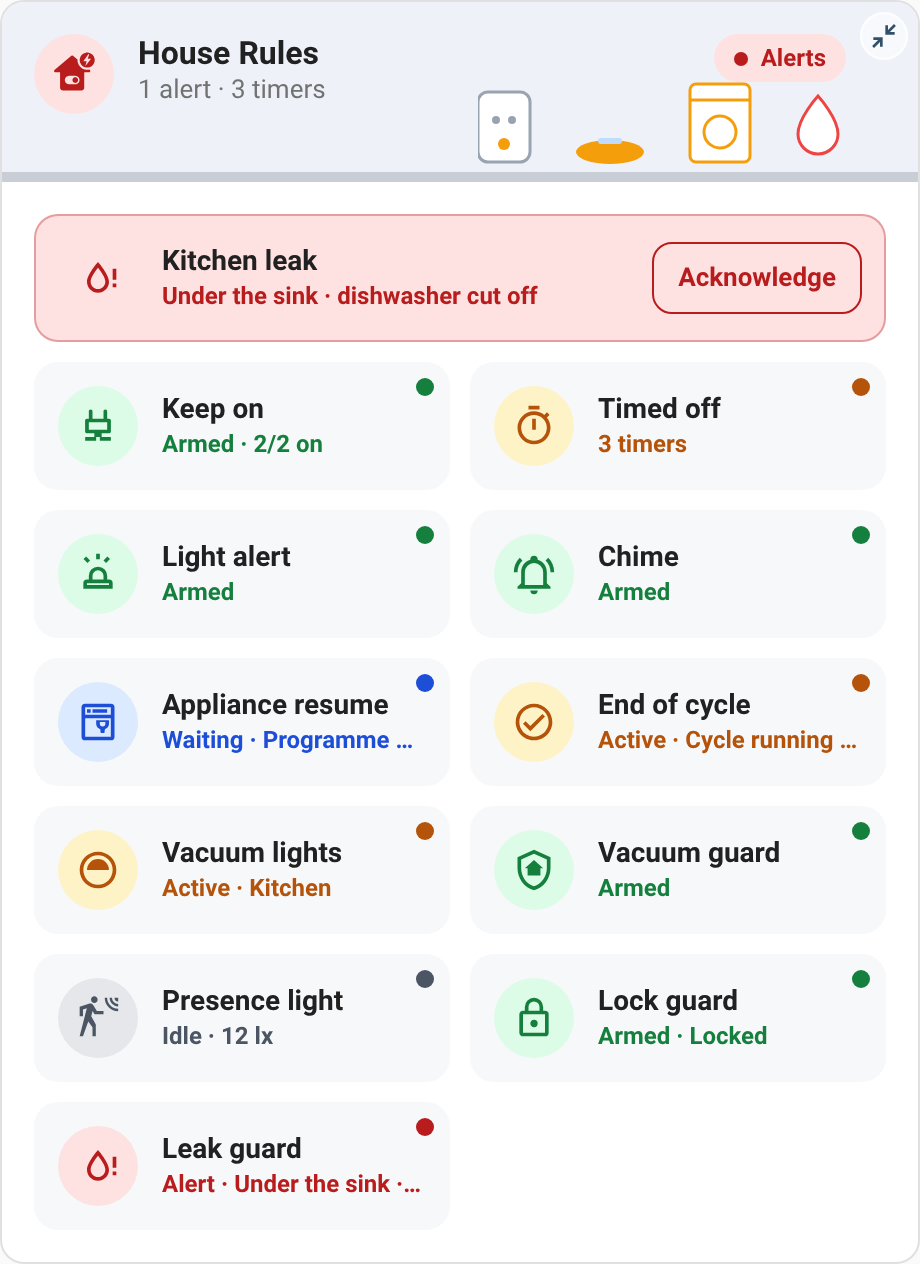 House Rules
1 alert · 3 timers
Alerts
Kitchen leak
Under the sink · dishwasher cut off
Acknowledge
Keep on
Armed · 2/2 on
Timed off
3 timers
Light alert
Armed
Chime
Armed
Appliance resume
Waiting · Programme ...
End of cycle
Active · Cycle running ...
Vacuum lights
Active · Kitchen
Vacuum guard
Armed
Presence light
Idle · 12 lx
Lock guard
Armed · Locked
Leak guard
Alert · Under the sink ·...